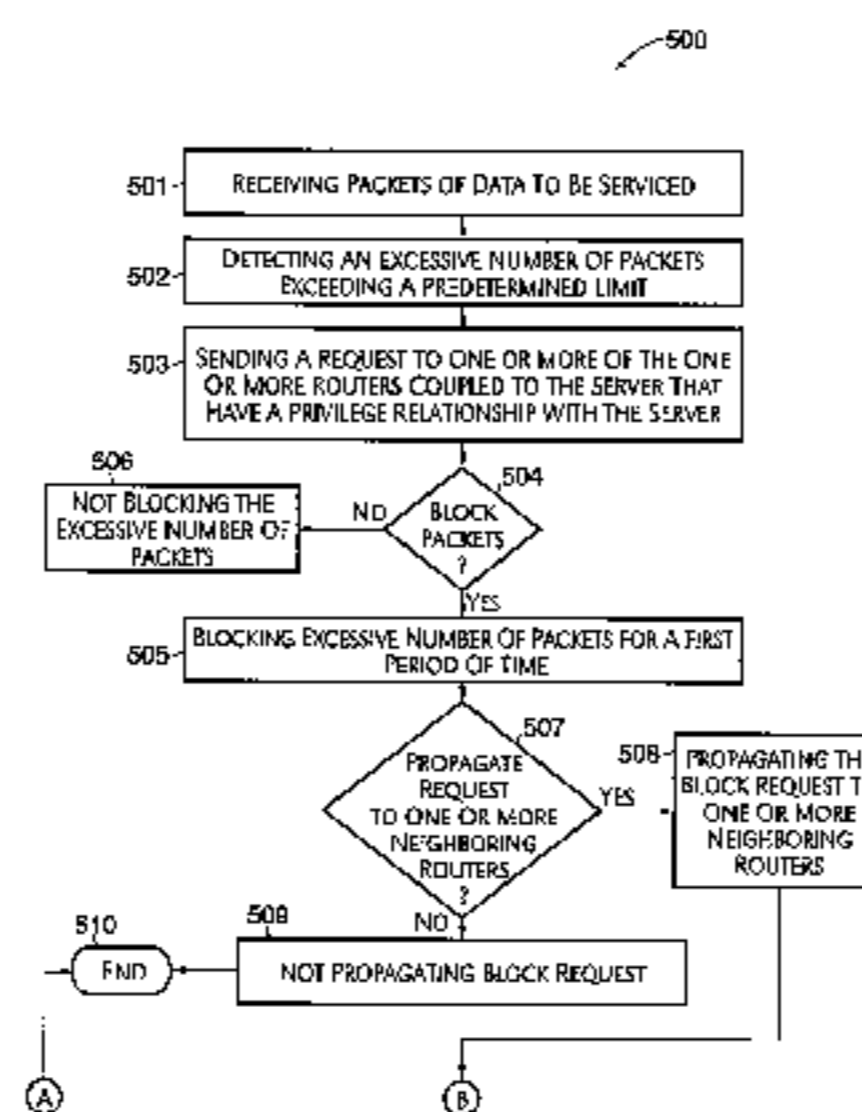 500
501
RECEIVING PACKETS OF DATA TO BE SERVICED
502
DETECTING AN EXCESSIVE NUMBER OF PACKETS
EXCEEDING A PREDETERMINED LIMIT
503
SENDING A REQUEST TO ONE OR MORE OF THE ONE
OR MORE ROUTERS COUPLED TO THE SERVER THAT
HAVE A PRIVILEGE RELATIONSHIP WITH THE SERVER
506
NOT BLOCKING THE
EXCESSIVE NUMBER OF
PACKETS
NO
504
BLOCK
PACKETS
?
YES
505
BLOCKING EXCESSIVE NUMBER OF PACKETS FOR A FIRST
PERIOD OF TIME
507
PROPAGATE
REQUEST
TO ONE OR MORE
NEIGHBORING
ROUTERS
?
YES
508
PROPAGATING TH
BLOCK REQUEST T
ONE OR MORE
NEIGHBORING
ROUTERS
NO
510
END
509
NOT PROPAGATING BLOCK REQUEST
A
B